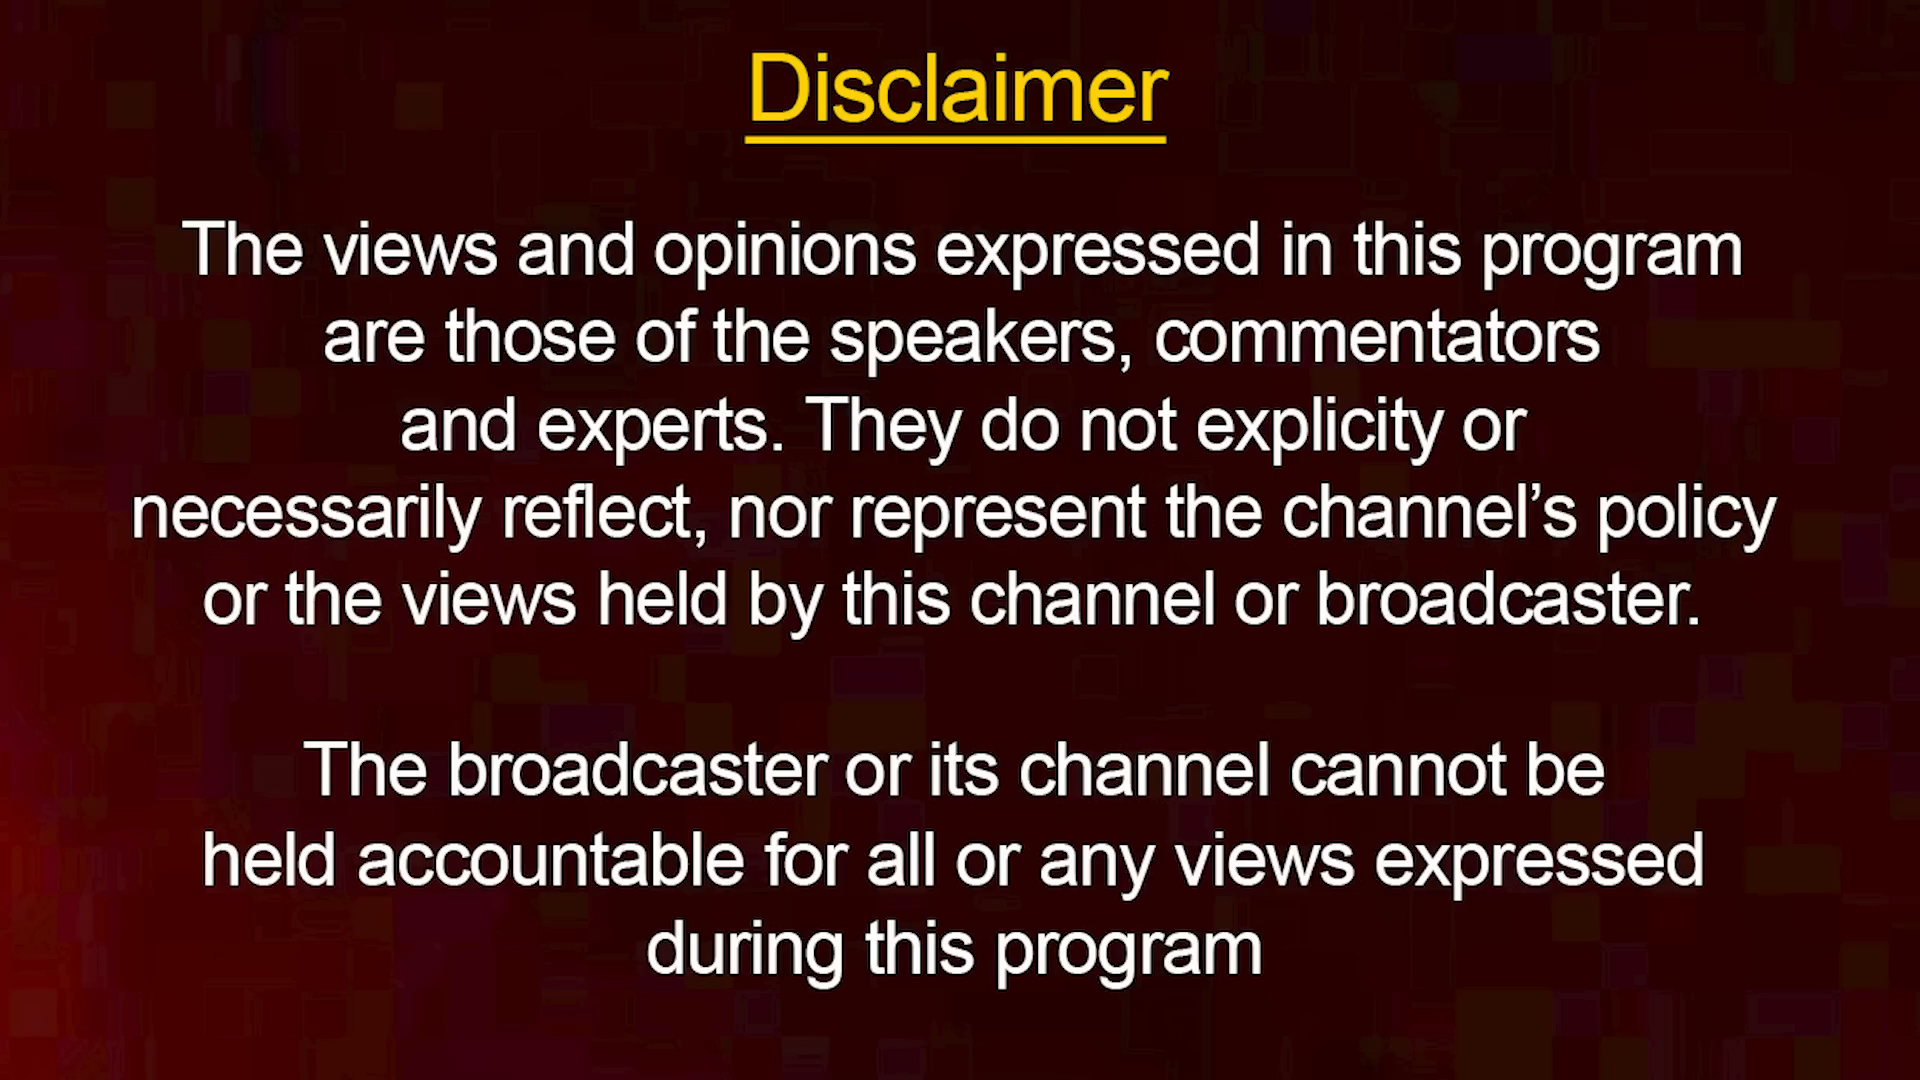 Disclaimer
The views and opinions expressed in this program
are those of the speakers, commentators
and experts. They do not explicity or
necessarily reflect, nor represent the channel’s policy
or the views held by this channel or broadcaster.
The broadcaster or its channel cannot be
held accountable for all or any views expressed
during this program